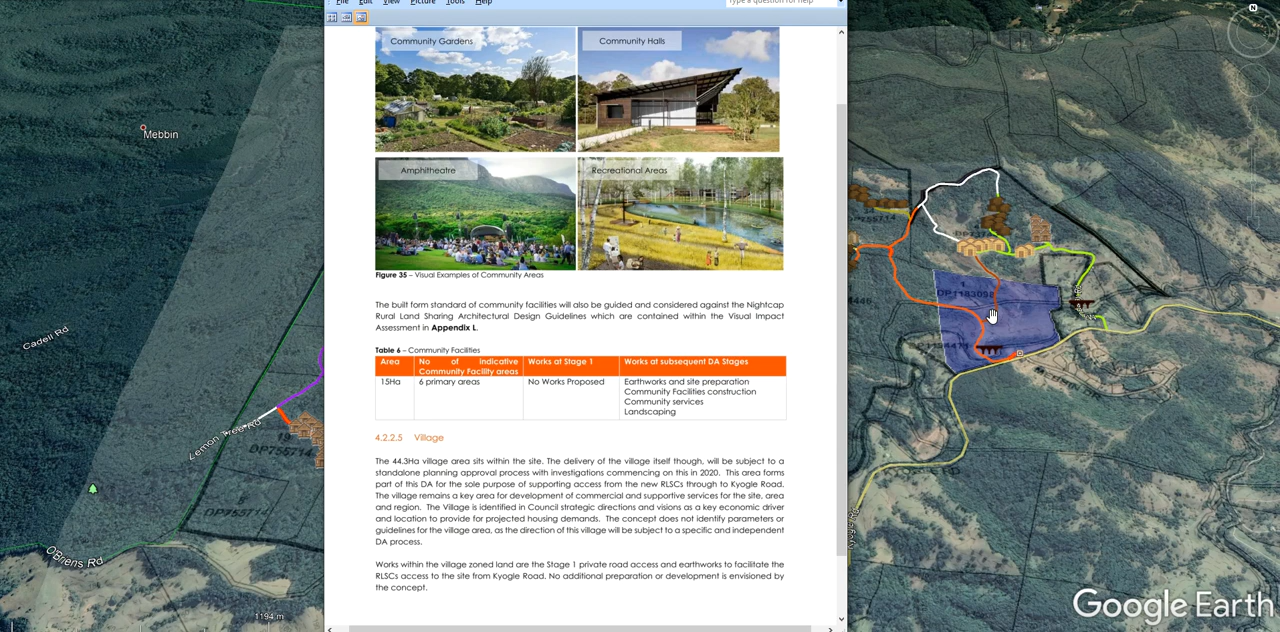 File Edit View Picture Tools Help
Type a question for help
Community Gardens
Community Halls
Amphitheatre
Recreational Areas
Figure 35 – Visual Examples of Community Areas
The built form standard of community facilities will also be guided and considered against the Nightcap
Rural Land Sharing Architectural Design Guidelines which are contained within the Visual Impact
Assessment in Appendix L.
Table 6 – Community Facilities
Area
No of indicative
Community Facility areas
Works at Stage 1
Works at subsequent DA Stages
15Ha
6 primary areas
No Works Proposed
Earthworks and site preparation
Community Facilities construction
Community services
Landscaping
4.2.2.5 Village
The 44.3Ha village area sits within the site. The delivery of the village itself though, will be subject to a
standalone planning approval process with investigations commencing on this in 2020. This area forms
part of this DA for the sole purpose of supporting access from the new RLSCs through to Kyogle Road.
The village remains a key area for development of commercial and supportive services for the site, area
and region. The Village is identified in Council strategic directions and visions as a key economic driver
and location to provide for projected housing demands. The concept does not identify parameters or
guidelines for the village area, as the direction of this village will be subject to a specific and independent
DA process.
Works within the village zoned land are the Stage 1 private road access and earthworks to facilitate the
RLSCs access to the site from Kyogle Road. No additional preparation or development is envisioned by
the concept.
Mebbin
Cadell Rd
Lemon Tree Rd
19
DP755714
DP755714
O'Briens Rd
1194 m
N
DP755714
1
DP1183098
Kyogle Rd
Google Earth